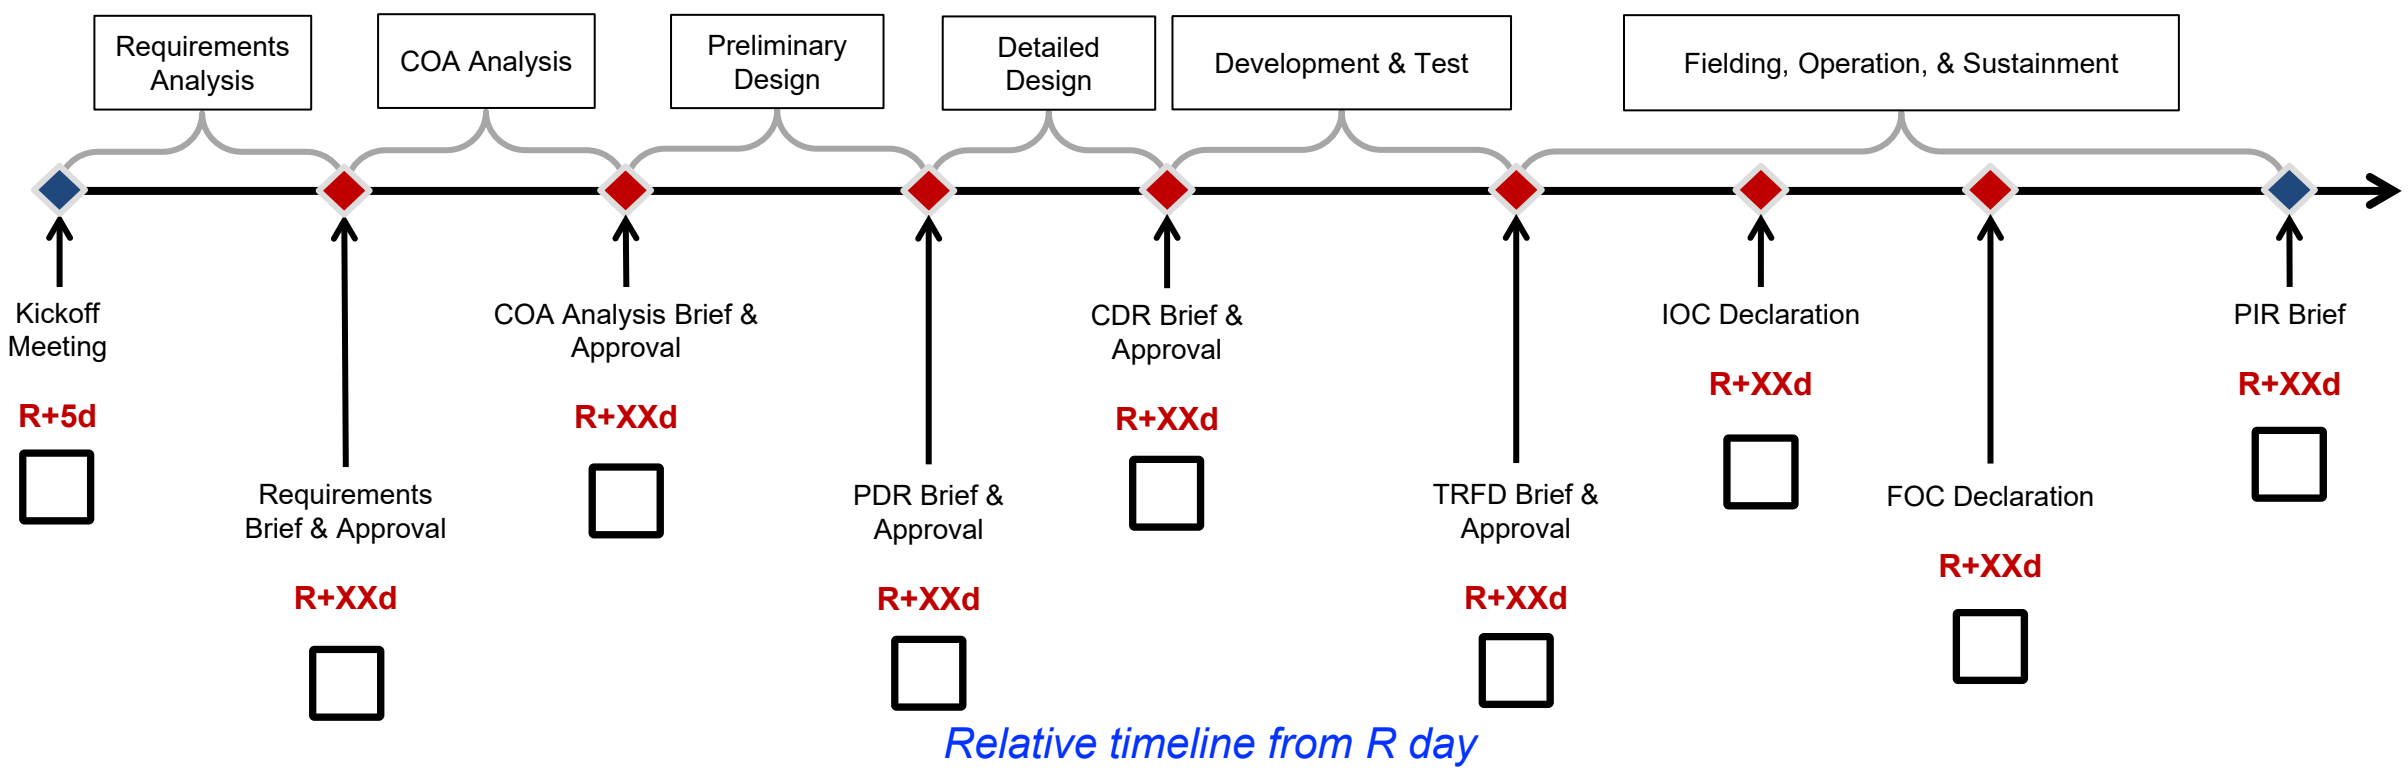 Requirements
Analysis
COA Analysis
Preliminary
Design
Detailed
Design
Development & Test
Fielding, Operation, & Sustainment
Kickoff
Meeting
R+5d
Requirements
Brief & Approval
R+XXd
COA Analysis Brief &
Approval
R+XXd
PDR Brief &
Approval
R+XXd
CDR Brief &
Approval
R+XXd
TRFD Brief &
Approval
R+XXd
IOC Declaration
R+XXd
FOC Declaration
R+XXd
PIR Brief
R+XXd
Relative timeline from R day